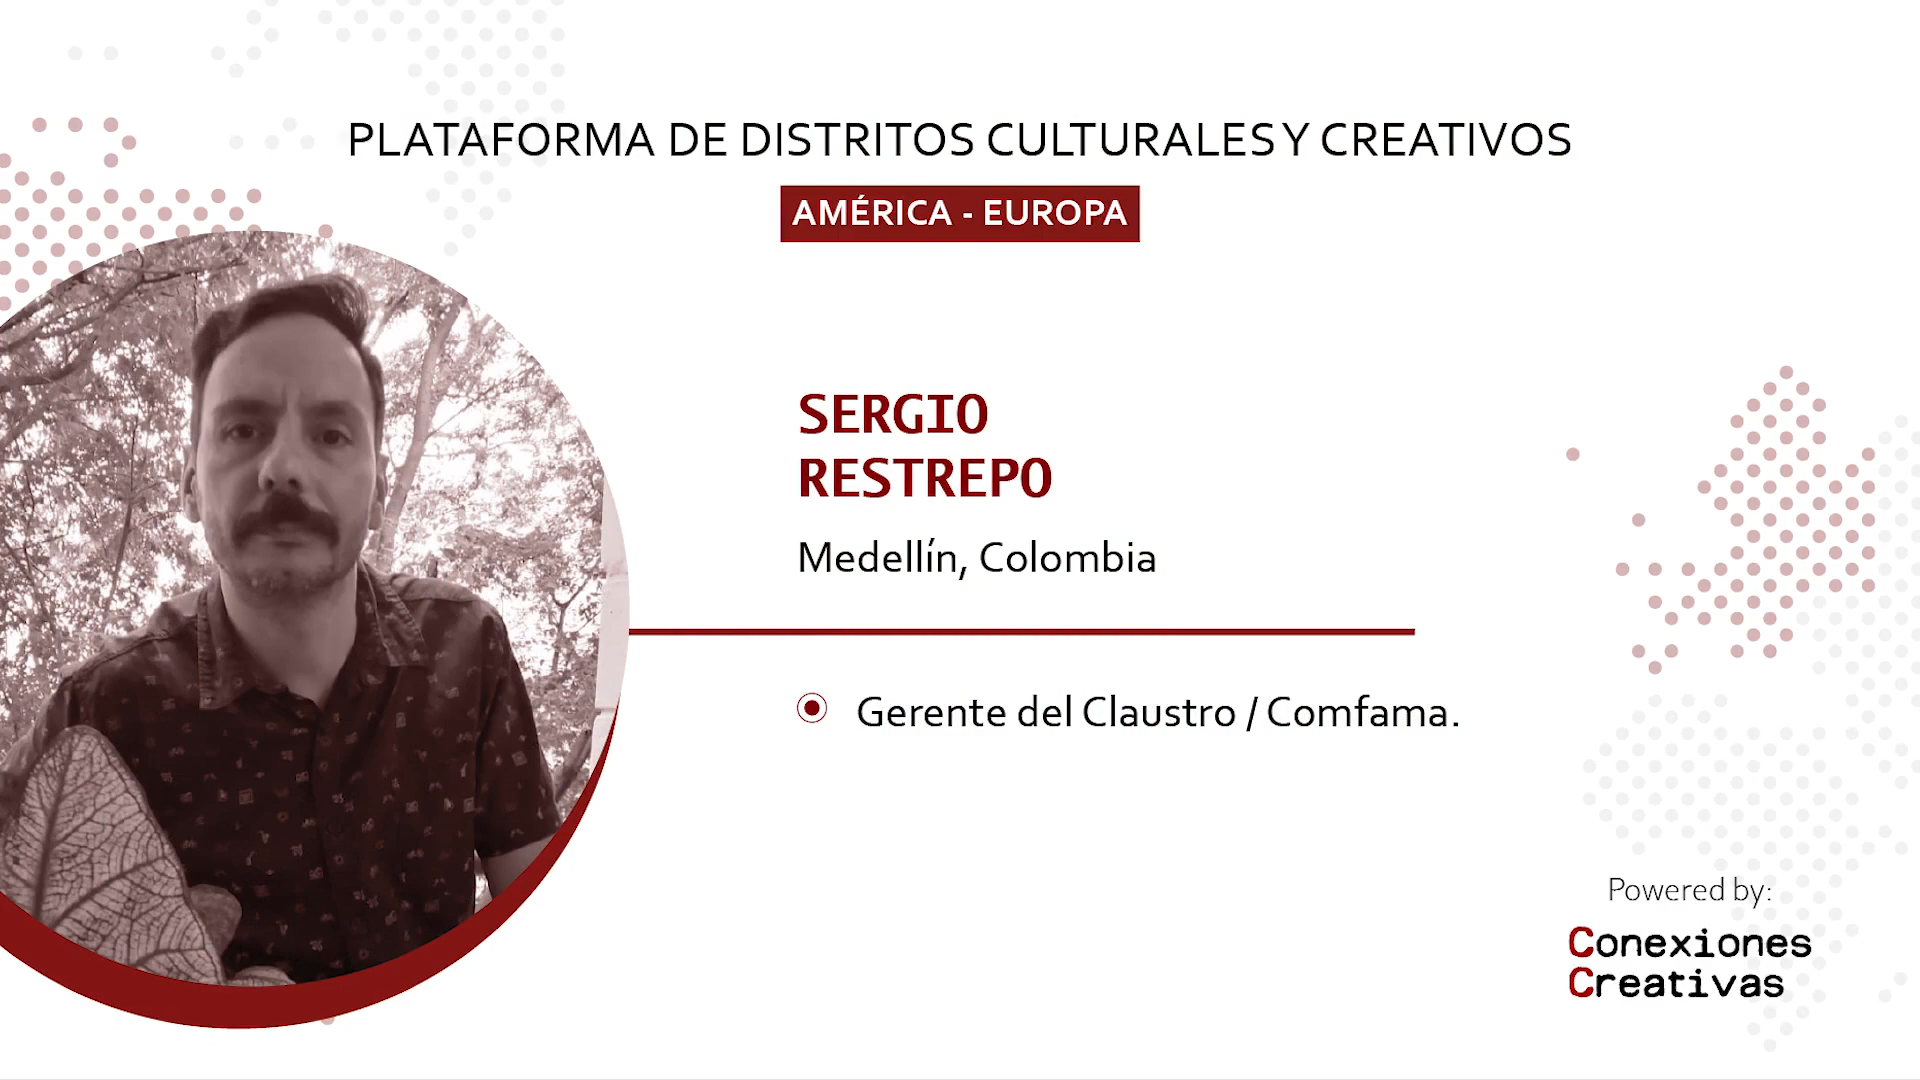 PLATAFORMA DE DISTRITOS CULTURALES Y CREATIVOS
AMÉRICA - EUROPA
SERGIO
RESTREPO
Medellín, Colombia
Gerente del Claustro / Comfama.
Powered by:
Conexiones
Creativas